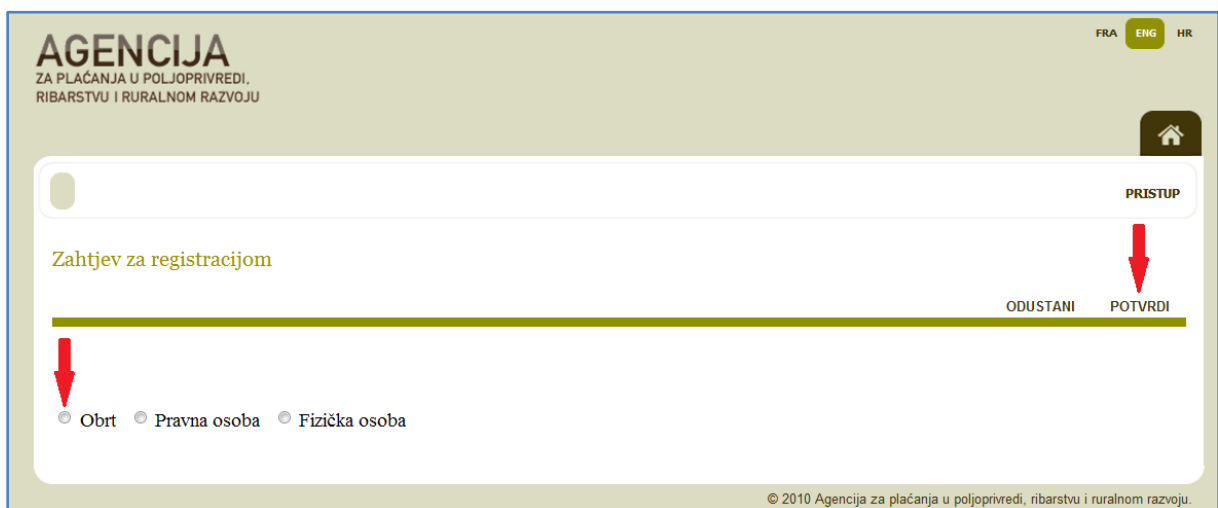 AGENCIJA
ZA PLAĆANJA U POLJOPRIVREDI,
RIBARSTVU I RURALNOM RAZVOJU
FRA ENG HR
PRISTUP
Zahtjev za registracijom
ODUSTANI POTVRDI
Obrt Pravna osoba Fizička osoba
© 2010 Agencija za plaćanja u poljoprivredi, ribarstvu i ruralnom razvoju.